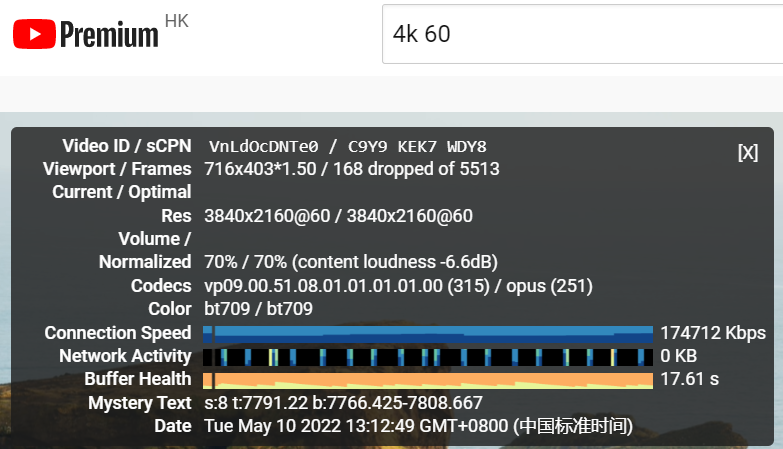 Premium HK
4k 60
Video ID / sCPN VnLdOcDNTe0 / C9Y9 KEK7 WDY8
[X]
Viewport / Frames 716x403*1.50 / 168 dropped of 5513
Current / Optimal
Res 3840x2160@60 / 3840x2160@60
Volume /
Normalized 70% / 70% (content loudness -6.6dB)
Codecs vp09.00.51.08.01.01.01.01.00 (315) / opus (251)
Color bt709 / bt709
Connection Speed 174712 Kbps
Network Activity 0 KB
Buffer Health 17.61 s
Mystery Text s:8 t:7791.22 b:7766.425-7808.667
Date Tue May 10 2022 13:12:49 GMT+0800 (中国标准时间)